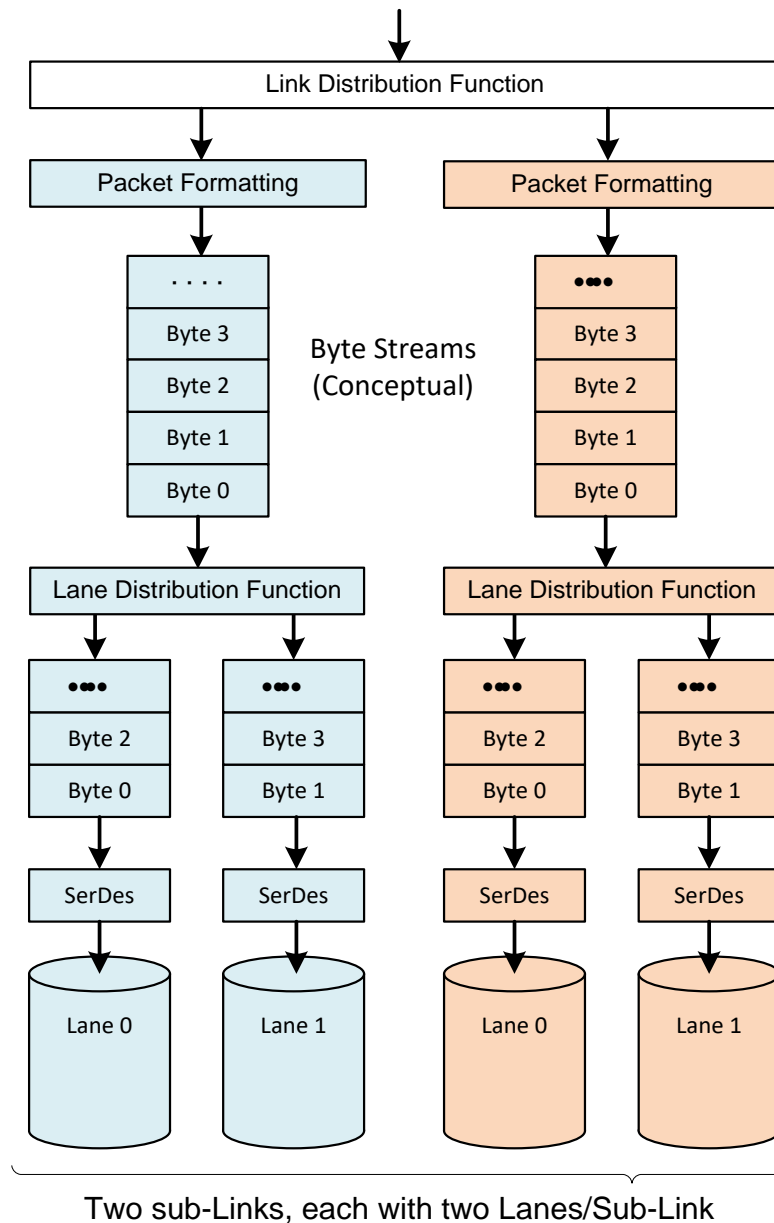 Link Distribution Function
Packet Formatting
Packet Formatting
. . . .
Byte 3
Byte 2
Byte 1
Byte 0
Byte Streams
(Conceptual)
••••
Byte 3
Byte 2
Byte 1
Byte 0
Lane Distribution Function
Lane Distribution Function
••••
Byte 2
Byte 0
••••
Byte 3
Byte 1
••••
Byte 2
Byte 0
••••
Byte 3
Byte 1
SerDes
SerDes
SerDes
SerDes
Lane 0
Lane 1
Lane 0
Lane 1
Two sub-Links, each with two Lanes/Sub-Link